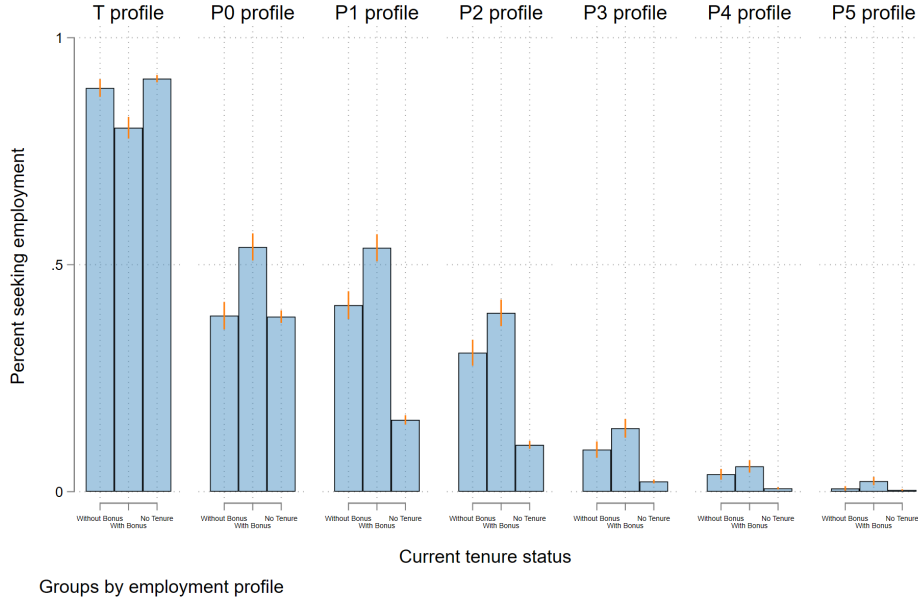 T profile P0 profile P1 profile P2 profile P3 profile P4 profile P5 profile
1
.5
0
Percent seeking employment
Without Bonus No Tenure Without Bonus No Tenure Without Bonus No Tenure Without Bonus No Tenure Without Bonus No Tenure Without Bonus No Tenure Without Bonus No Tenure
With Bonus With Bonus With Bonus With Bonus With Bonus With Bonus With Bonus
Current tenure status
Groups by employment profile